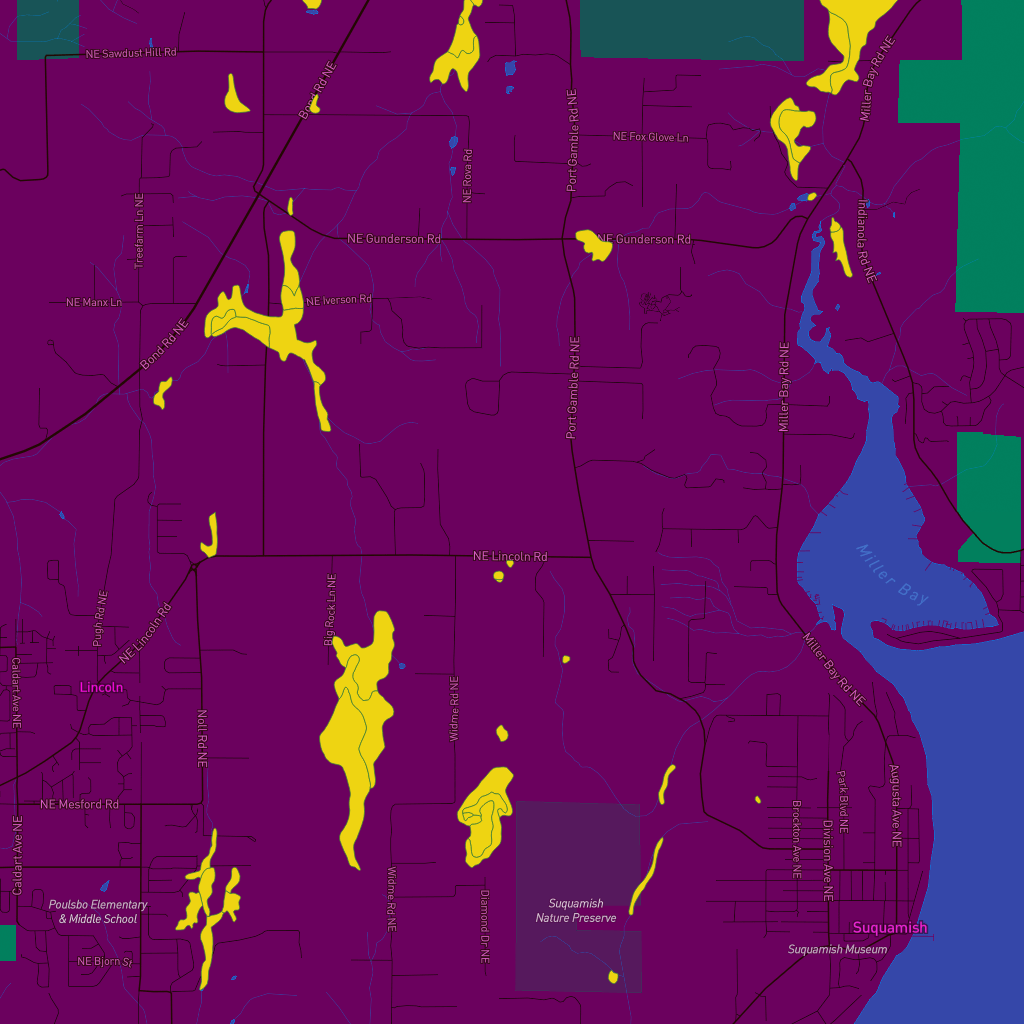 NE Sawdust Hill Rd
Bond Rd NE
Miller Bay Rd NE
Port Gamble Rd NE
NE Fox Glove Ln
NE Rova Rd
Treefarm Ln NE
Indianola Rd NE
NE Gunderson Rd
NE Gunderson Rd
NE Manx Ln
NE Iverson Rd
Bond Rd NE
Port Gamble Rd NE
Miller Bay Rd NE
NE Lincoln Rd
Miller Bay
Big Rock Ln NE
Pugh Rd NE
NE Lincoln Rd
Caldart Ave NE
Lincoln
Widme Rd NE
Miller Bay Rd NE
Noll Rd NE
NE Mesford Rd
Park Blvd NE
Augusta Ave NE
Brockton Ave NE
Division Ave NE
Caldart Ave NE
Widme Rd NE
Diamond Dr NE
Poulsbo Elementary
& Middle School
Suquamish
Nature Preserve
Suquamish
Suquamish Museum
NE Bjorn St